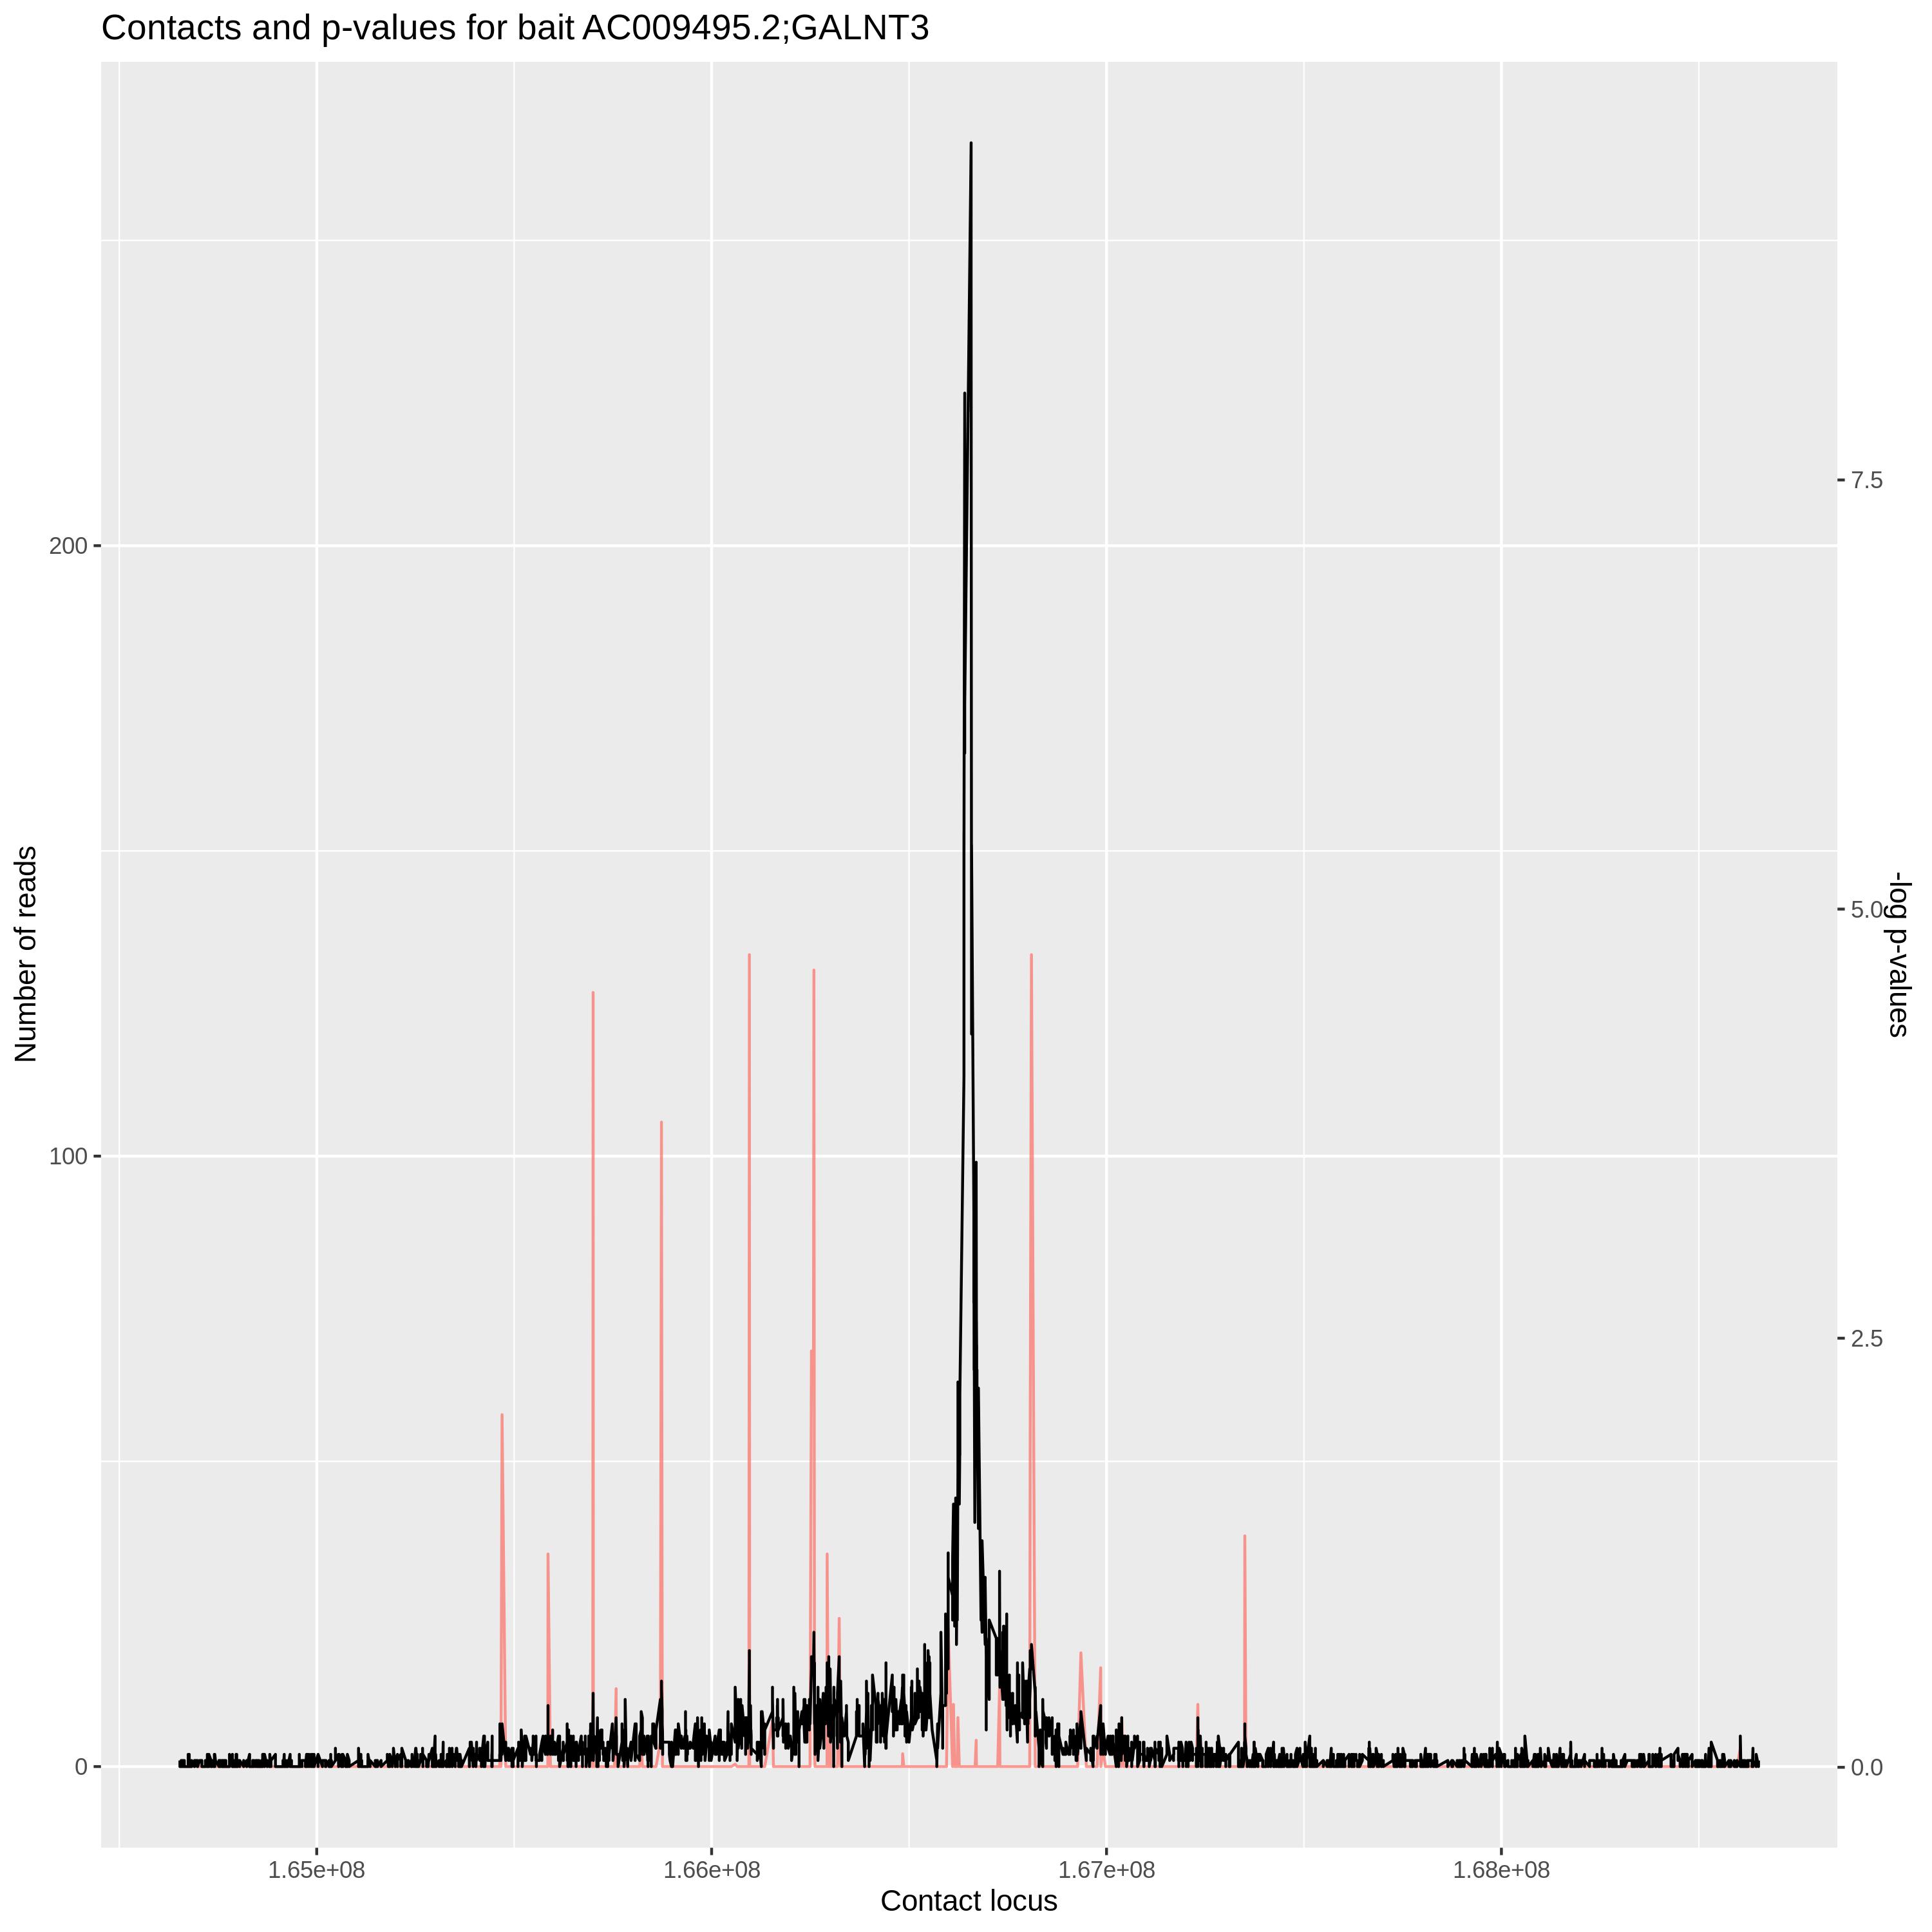 Contacts and p-values for bait AC009495.2;GALNT3
Number of reads
200
100
0
7.5
5.0
2.5
0.0
-log p-values
1.65e+08
1.66e+08
1.67e+08
1.68e+08
Contact locus